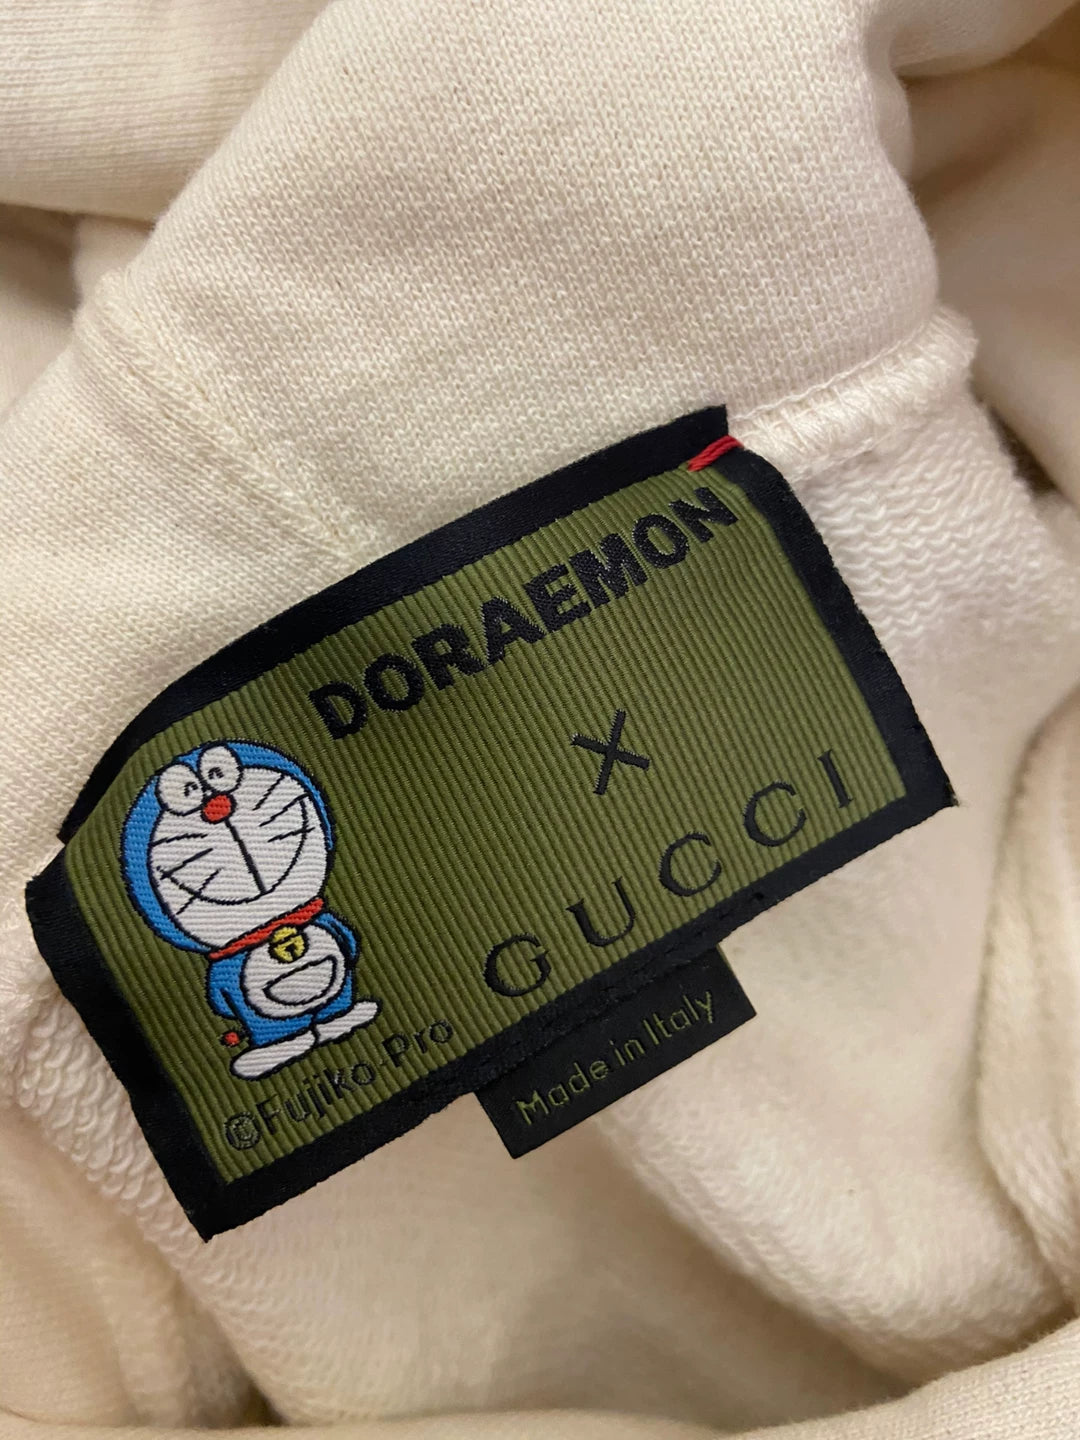 DORAEMON
X
GUCCI
©Fujiko-Pro
Made in Italy